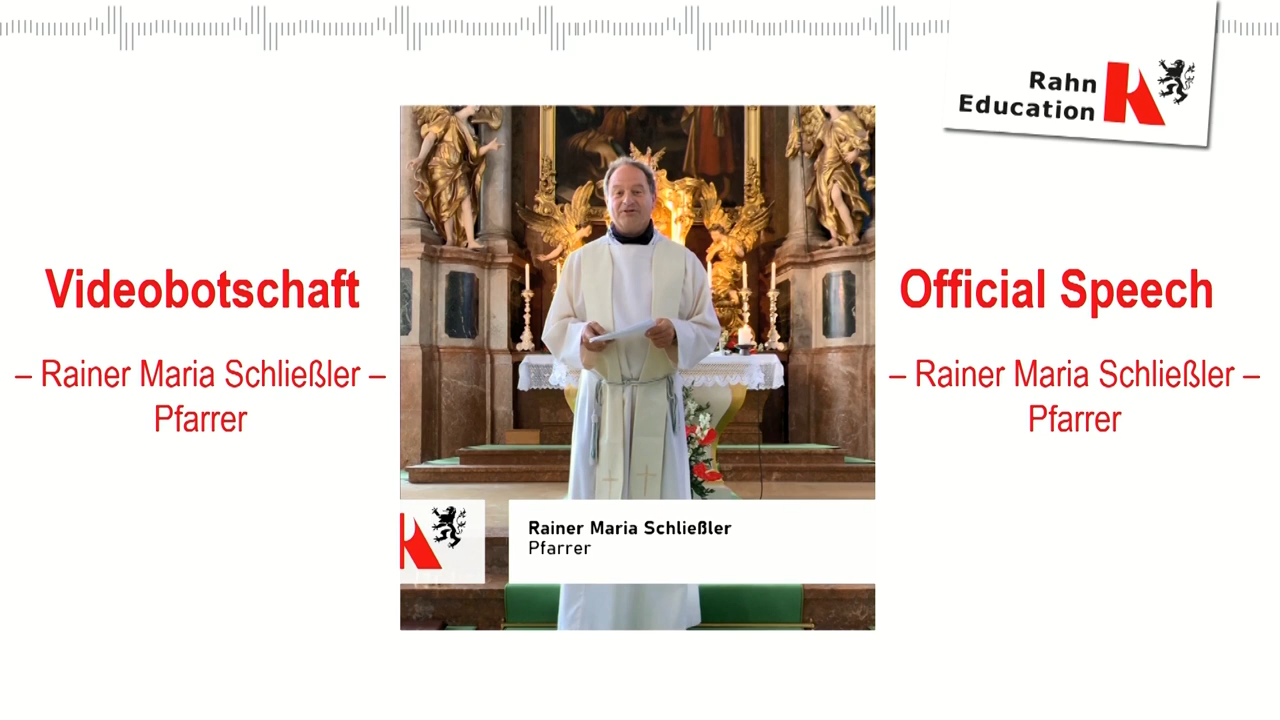 Rahn
Education
Videobotschaft
– Rainer Maria Schließler –
Pfarrer
Official Speech
– Rainer Maria Schließler –
Pfarrer
Rainer Maria Schließler
Pfarrer